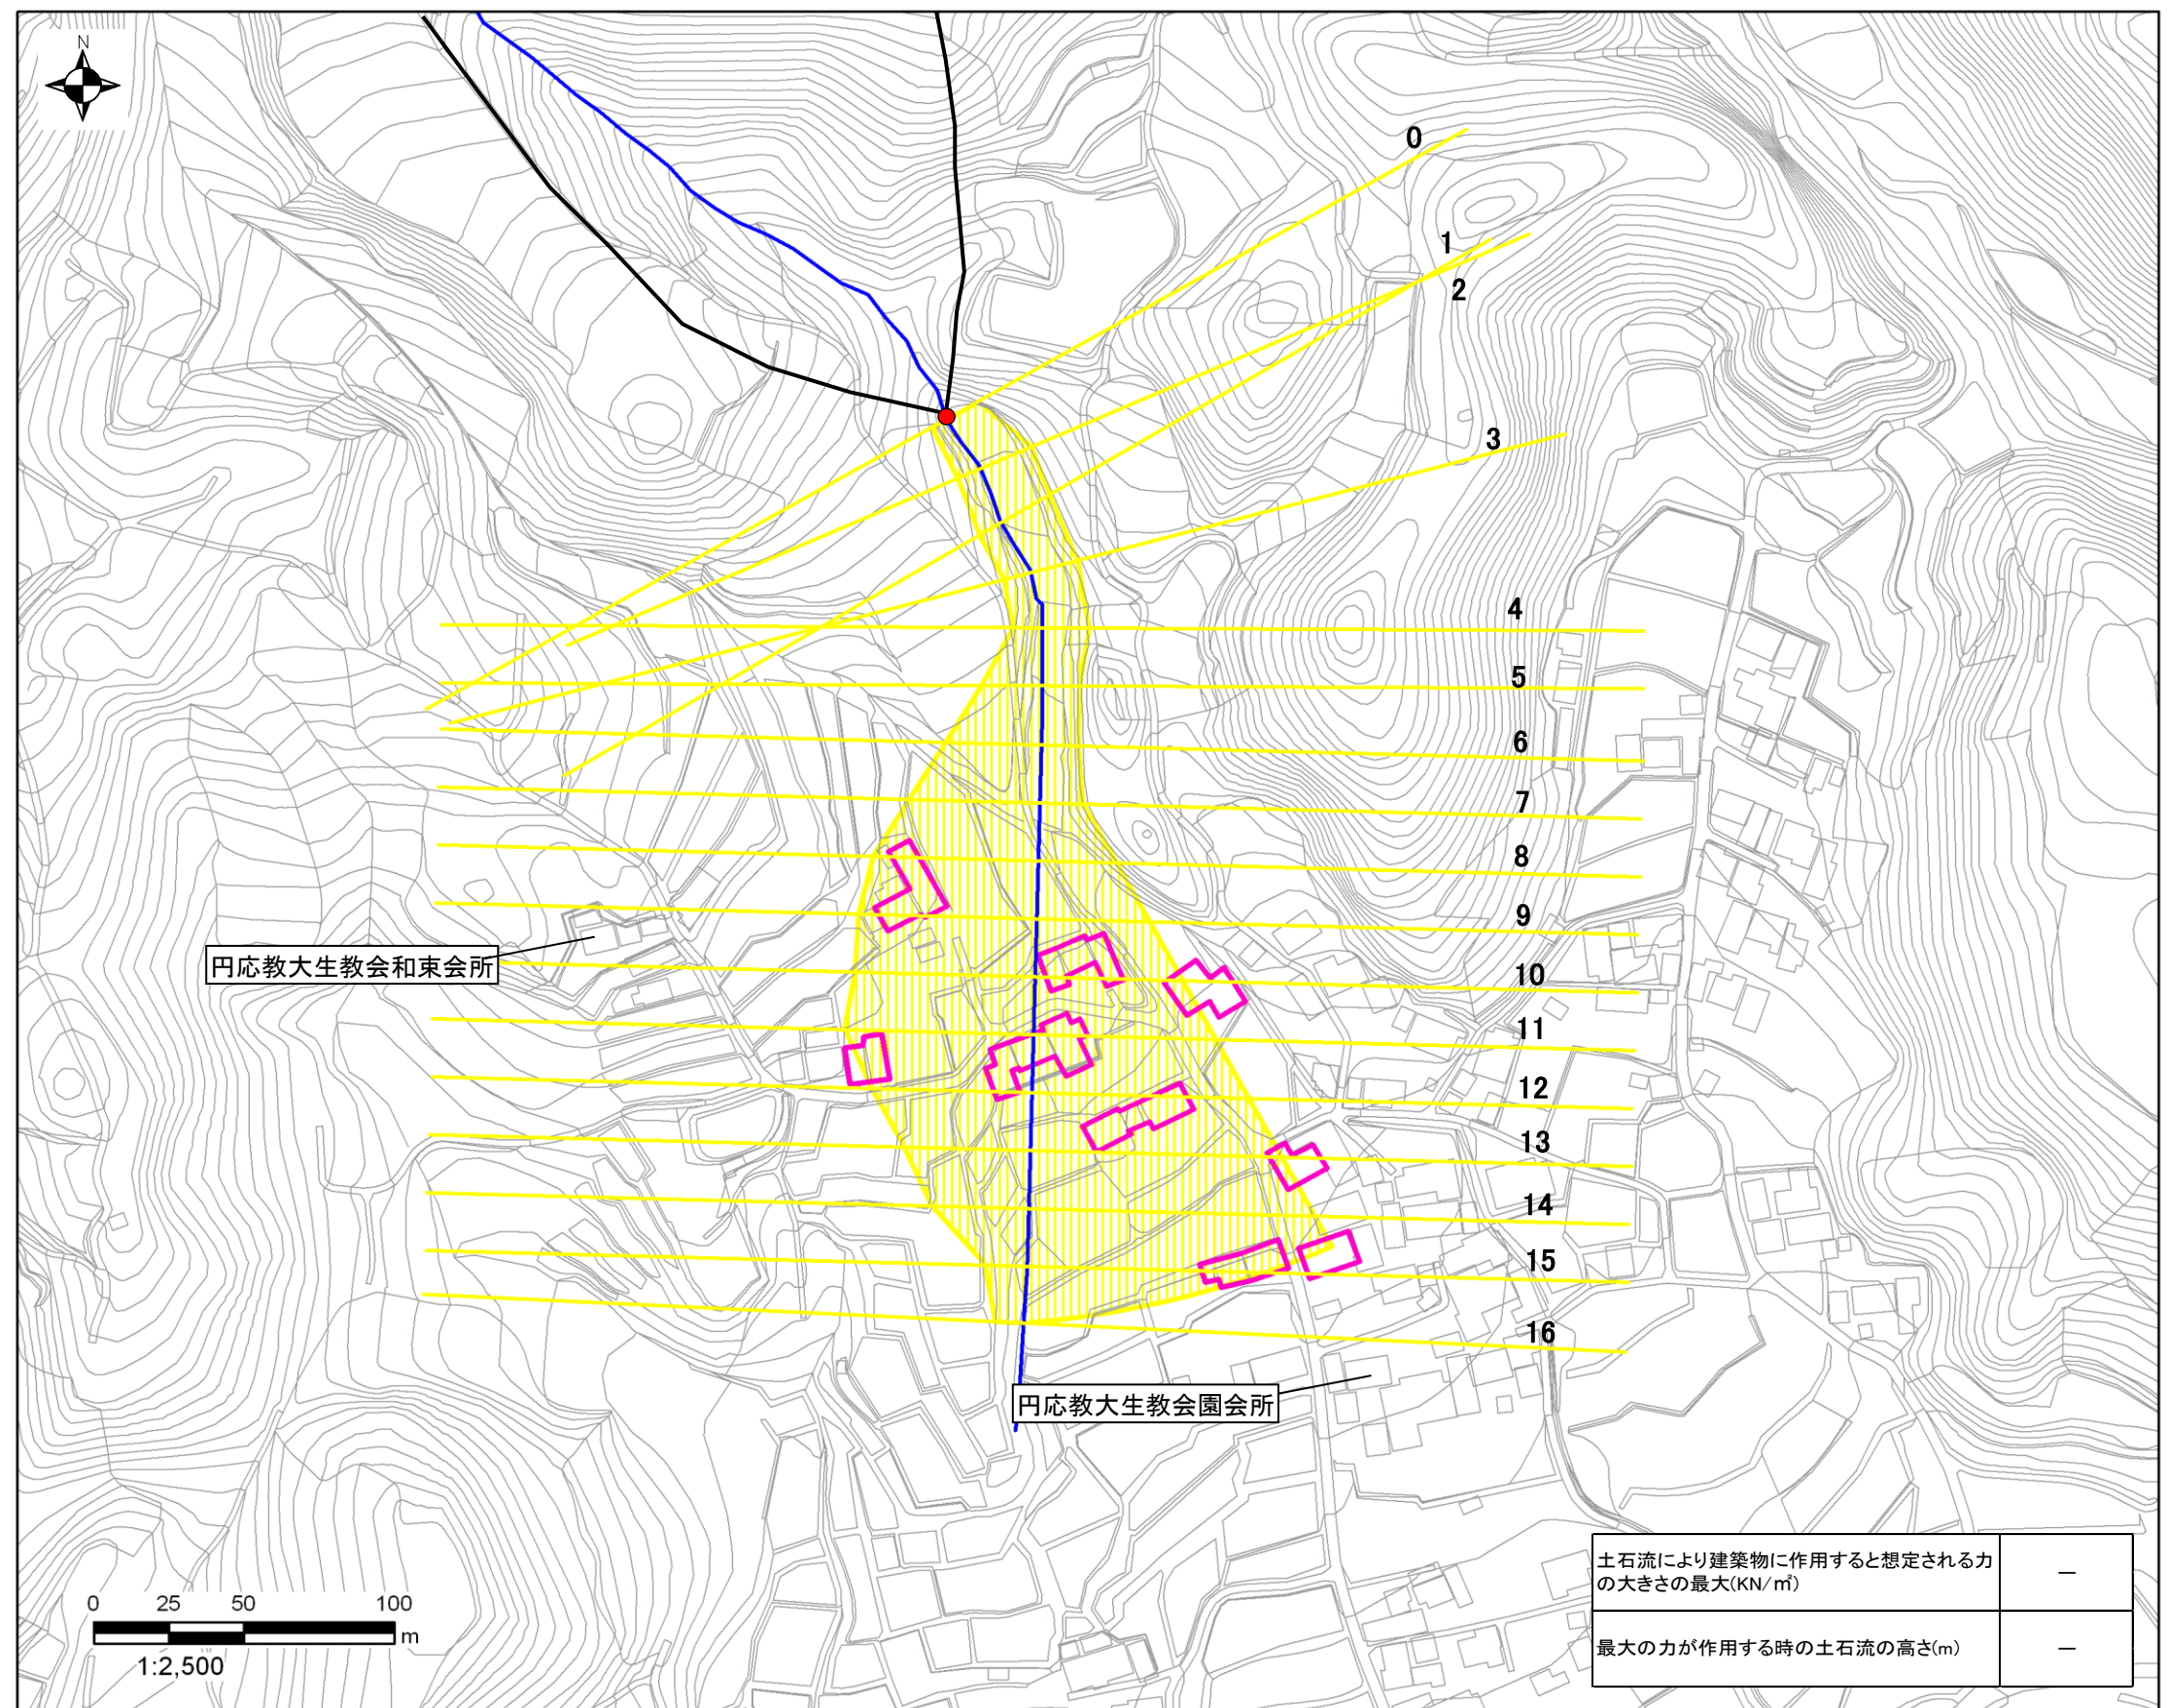 N
0
1
2
3
4
5
6
7
8
9
円応教大生教会和束会所
10
11
12
13
14
15
16
円応教大生教会園会所
土石流により建築物に作用すると想定される力
の大きさの最大(KN/㎡)
—
最大の力が作用する時の土石流の高さ(m)
—
0 25 50 100
m
1:2,500